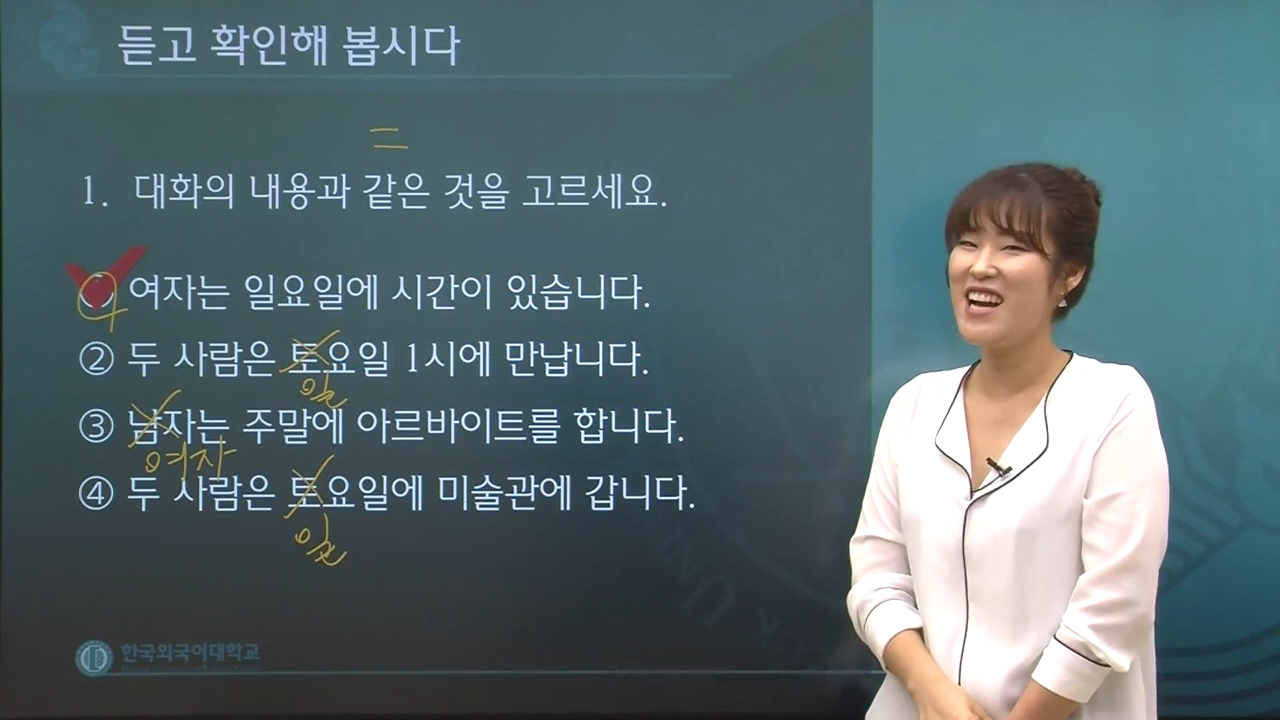 듣고 확인해 봅시다
=
1. 대화의 내용과 같은 것을 고르세요.
여자는 일요일에 시간이 있습니다.
② 두 사람은 토요일 1시에 만납니다.
일
③ 남자는 주말에 아르바이트를 합니다.
여자
④ 두 사람은 토요일에 미술관에 갑니다.
일
한국외국어대학교